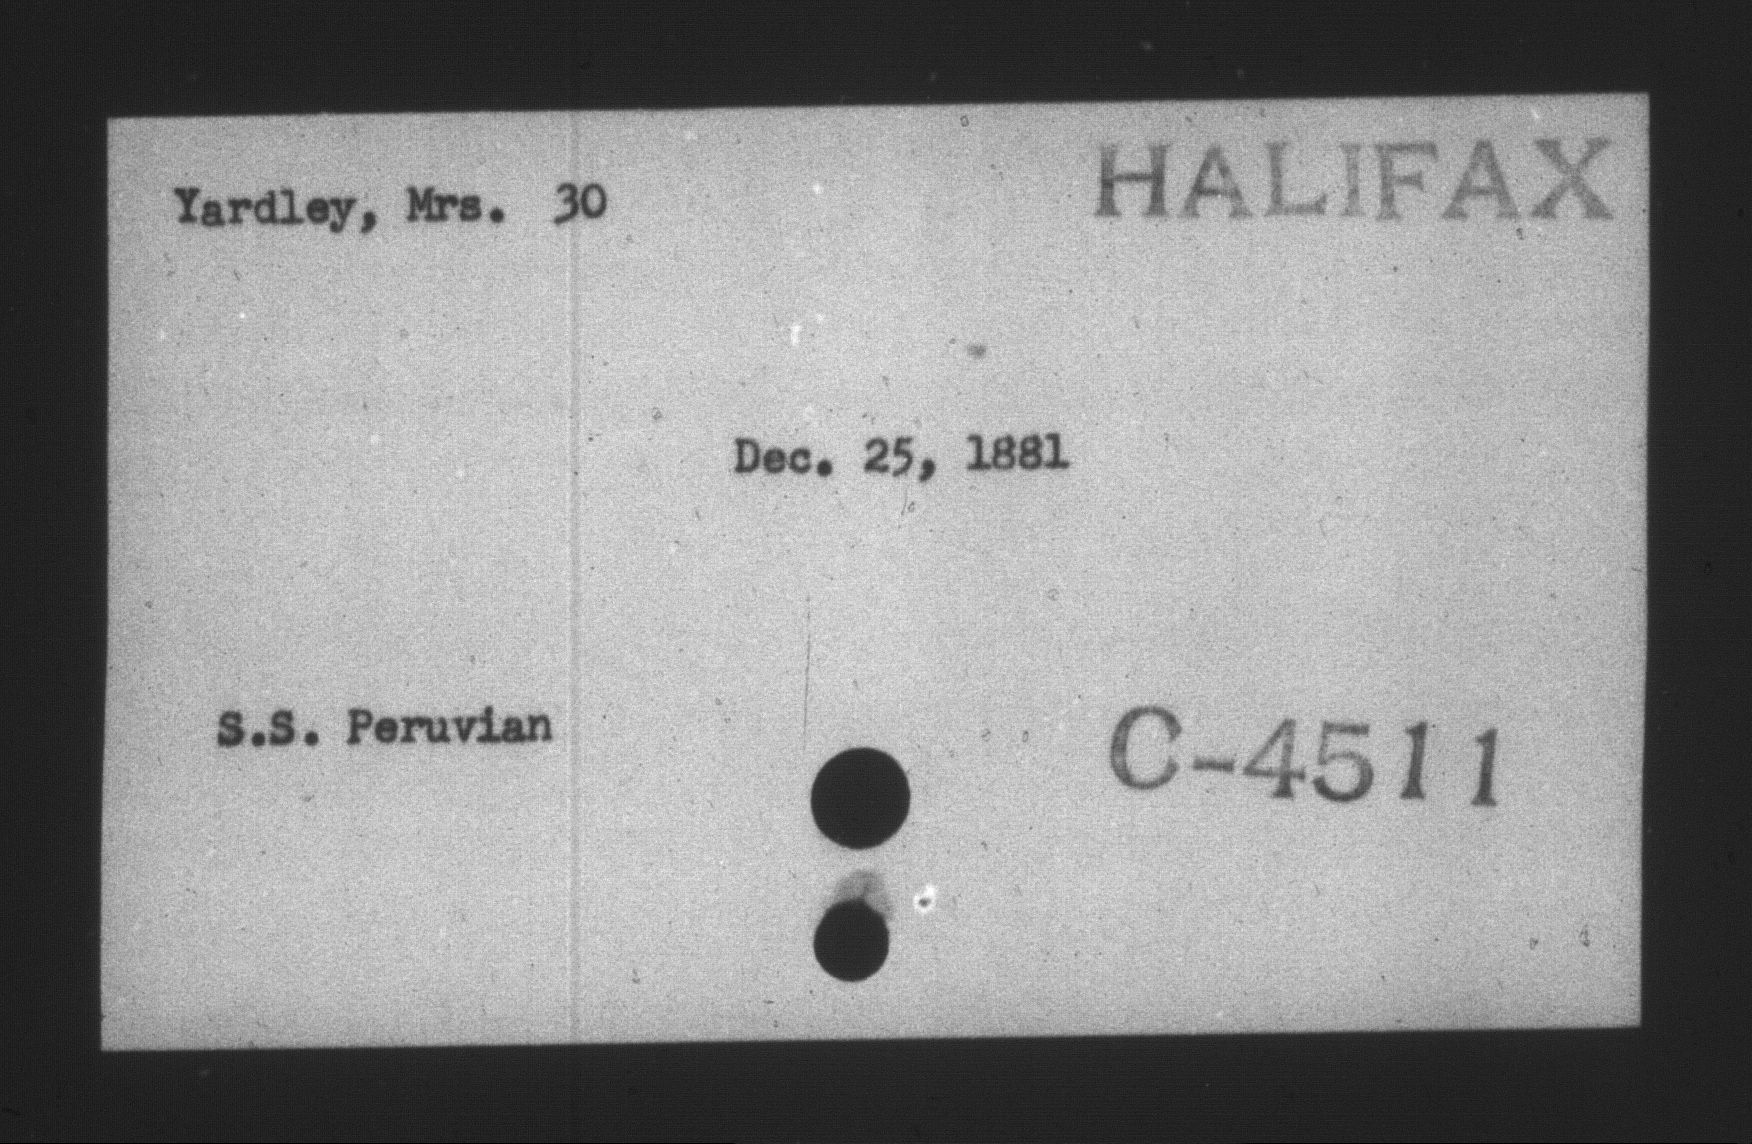 Yardley, Mrs. 30
HALIFAX
Dec. 25, 1881
S.S. Peruvian
C-4511